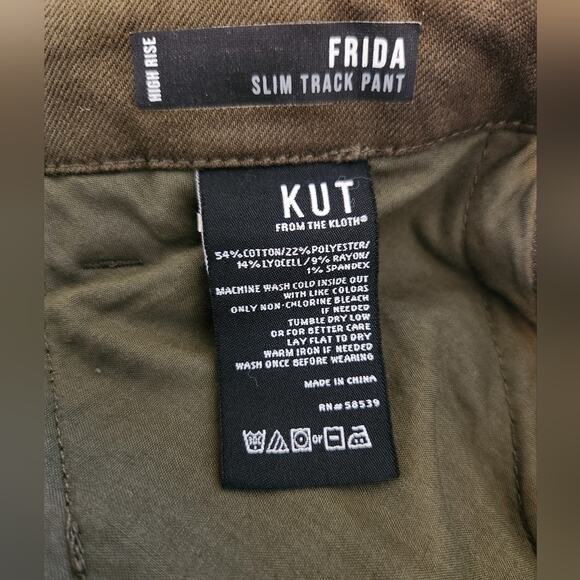 HIGH RISE
FRIDA
SLIM TRACK PANT
KUT
FROM THE KLOTH®
54%COTTON/22%POLYESTER/
14%LYOCELL/9%RAYON/
1% SPANDEX
MACHINE WASH COLD INSIDE OUT
WITH LIKE COLORS
ONLY NON-CHLORINE BLEACH
IF NEEDED
TUMBLE DRY LOW
OR FOR BETTER CARE
LAY FLAT TO DRY
WARM IRON IF NEEDED
WASH ONCE BEFORE WEARING
MADE IN CHINA
RN#58539
or